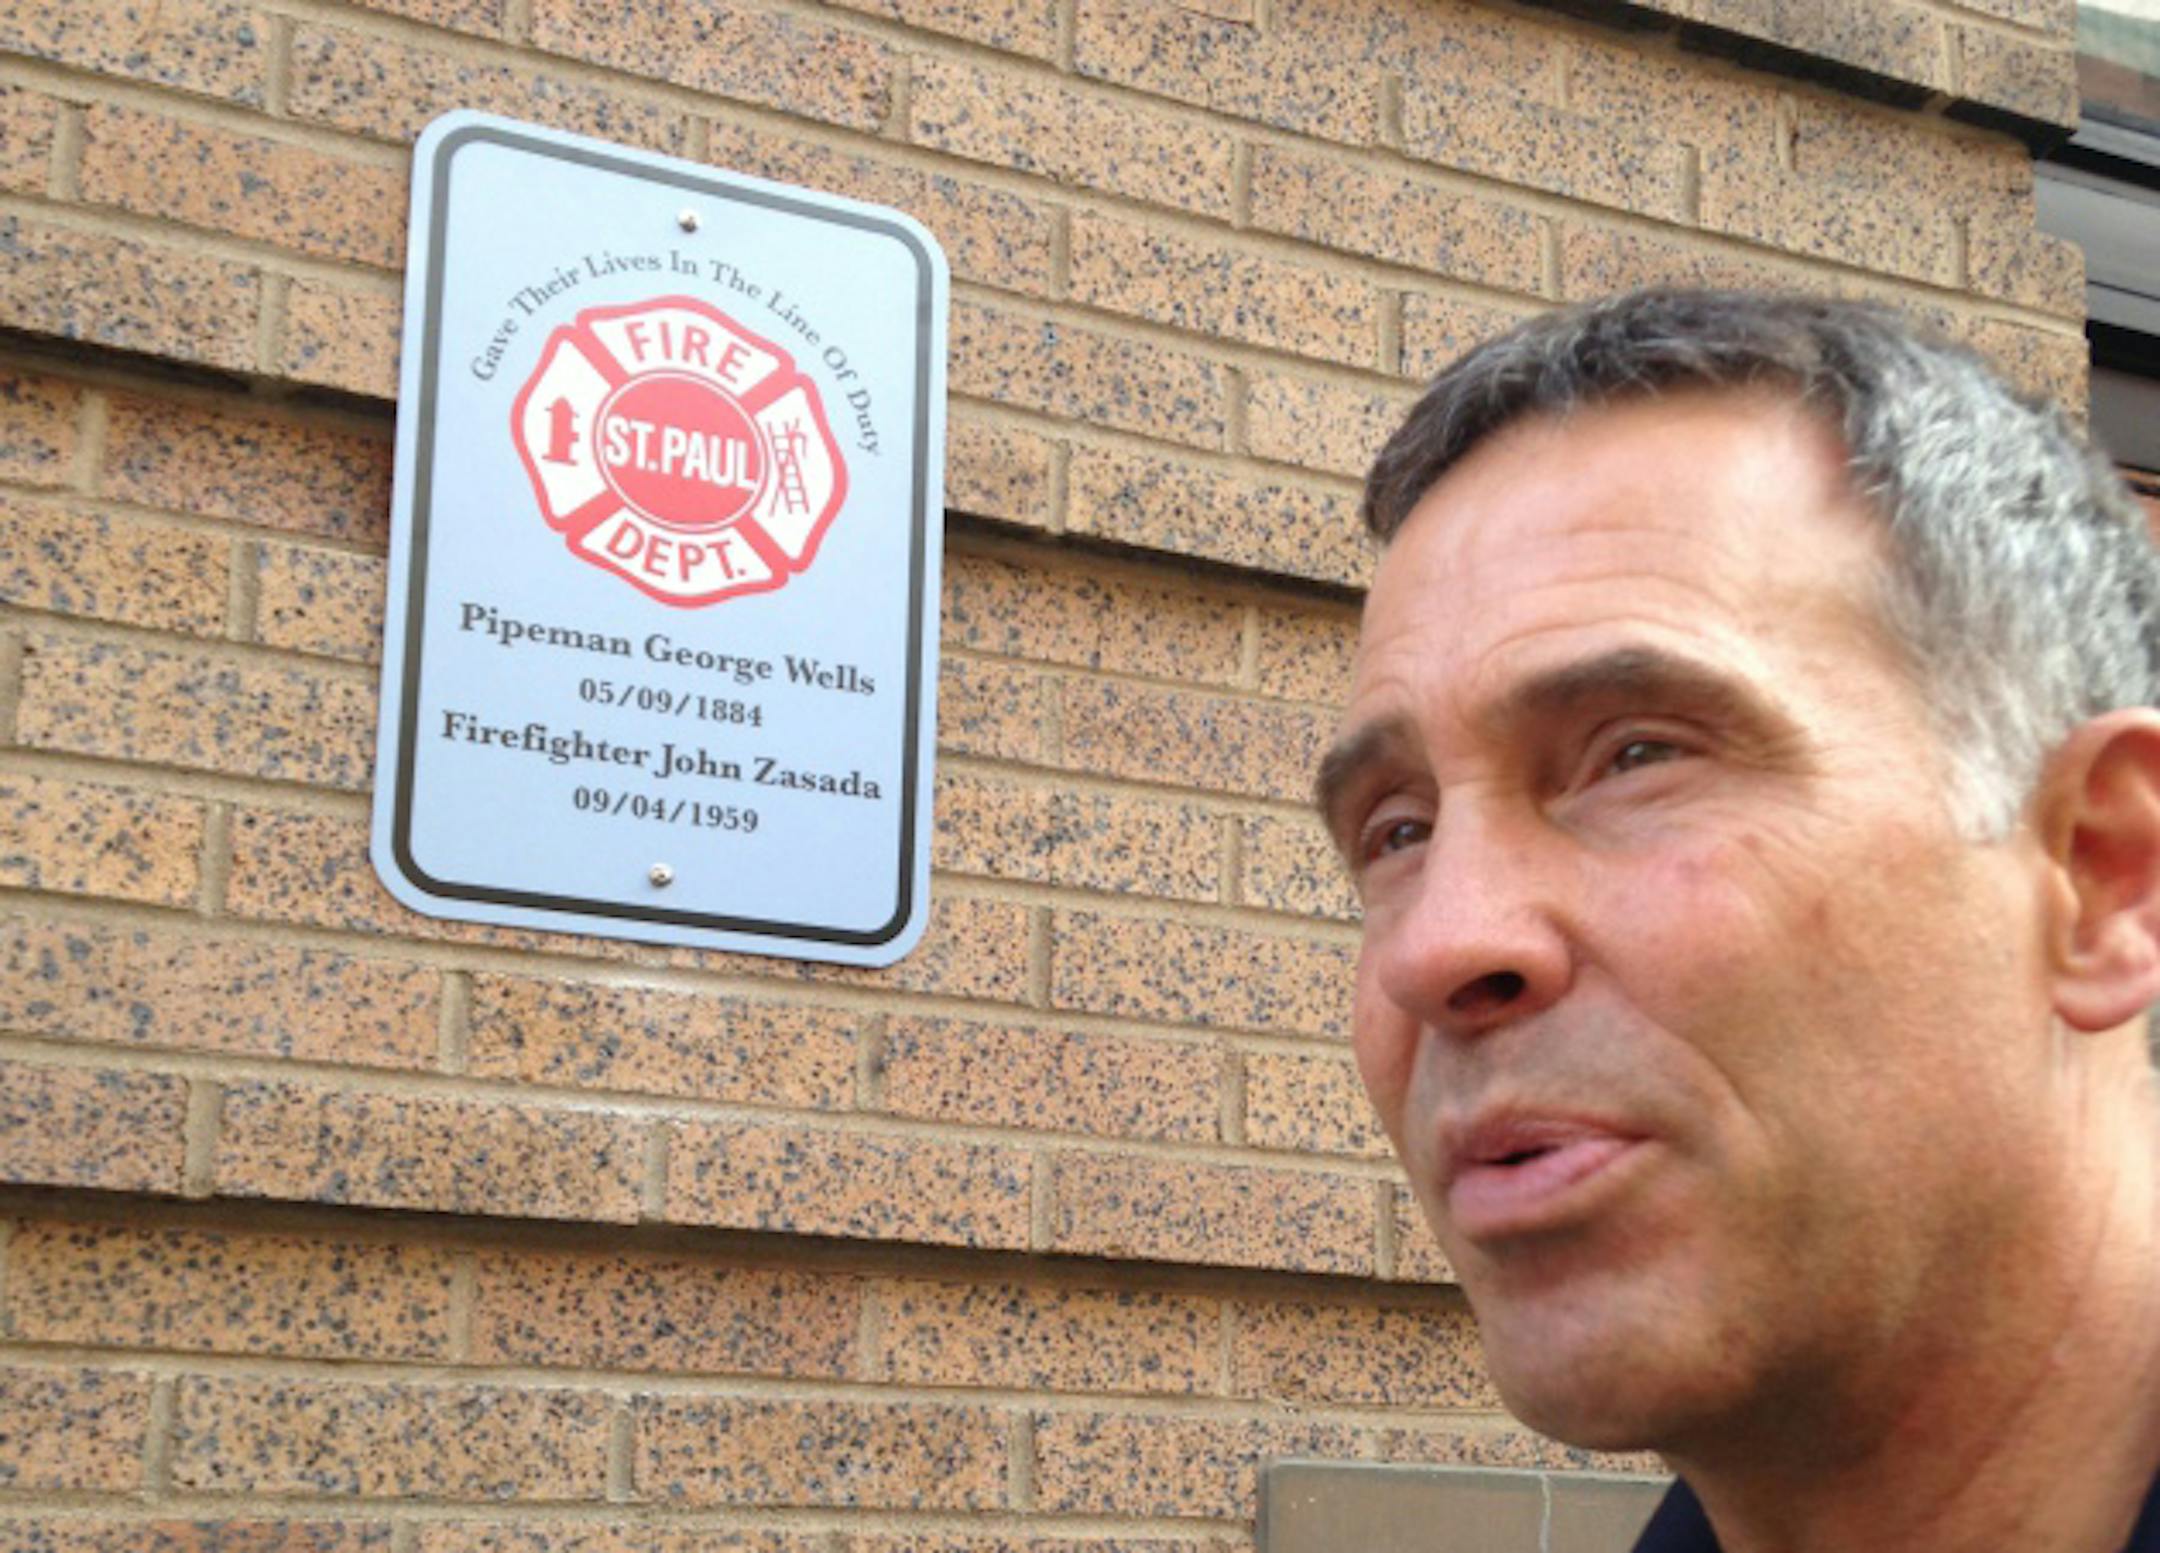 Gave Their Lives In The Line Of Duty
FIRE
ST.PAUL
DEPT.
Pipeman George Wells
05/09/1884
Firefighter John Zasada
09/04/1959